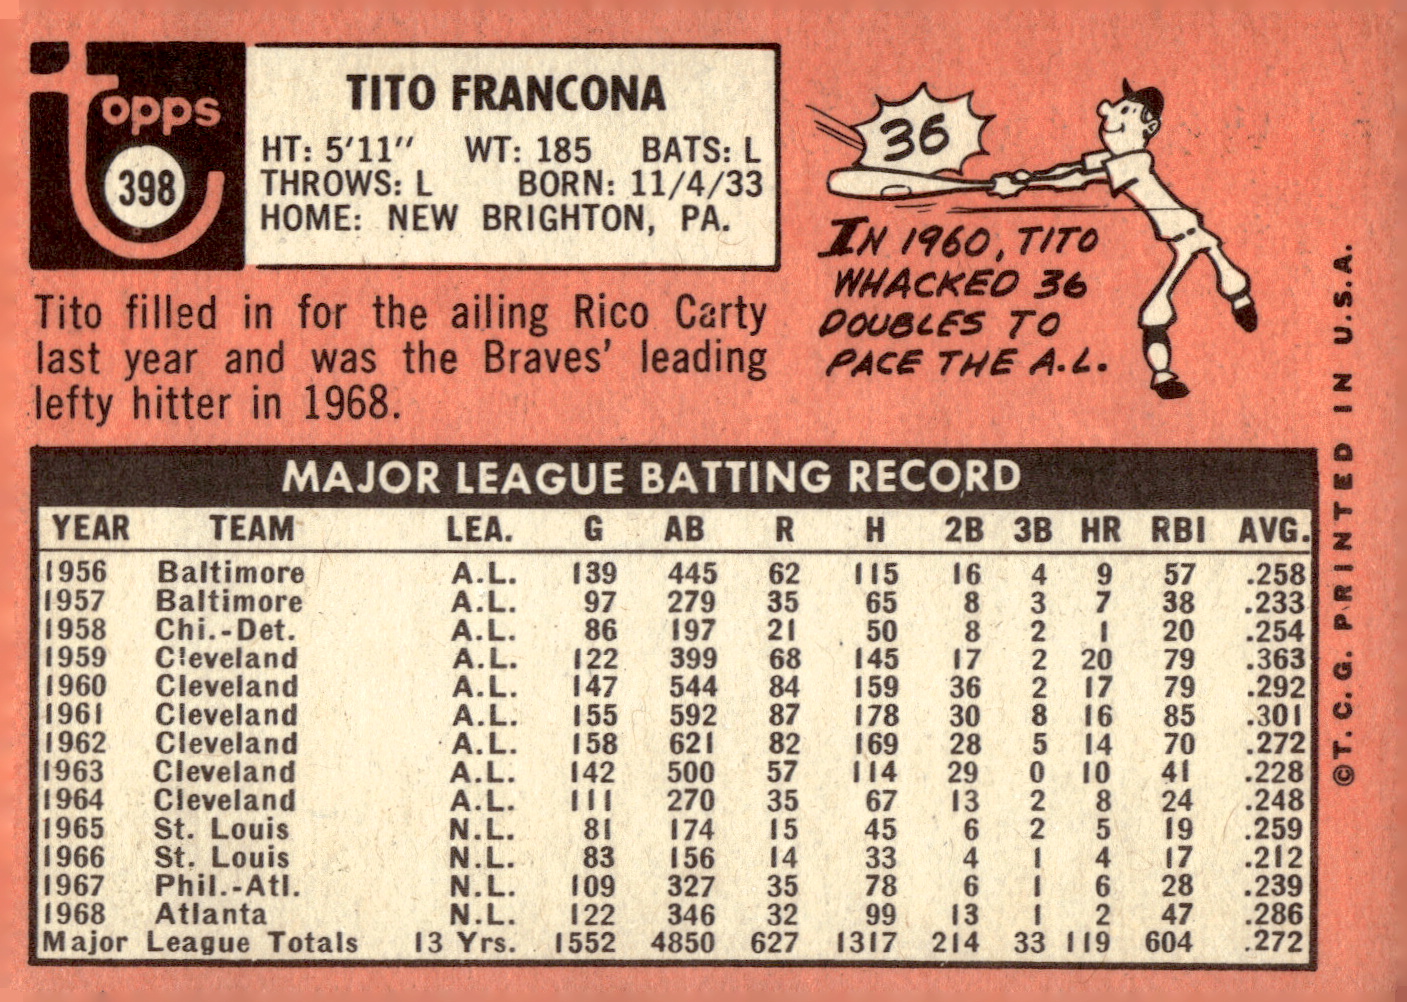 topps
398
TITO FRANCONA
HT: 5'11" WT: 185 BATS: L
THROWS: L BORN: 11/4/33
HOME: NEW BRIGHTON, PA.
36
IN 1960, TITO
WHACKED 36
DOUBLES TO
PACE THE A.L.
Tito filled in for the ailing Rico Carty
last year and was the Braves' leading
lefty hitter in 1968.
MAJOR LEAGUE BATTING RECORD
YEAR TEAM LEA. G AB R H 2B 3B HR RBI AVG.
1956 Baltimore A.L. 139 445 62 115 16 4 9 57 .258
1957 Baltimore A.L. 97 279 35 65 8 3 7 38 .233
1958 Chi.-Det. A.L. 86 197 21 50 8 2 1 20 .254
1959 Cleveland A.L. 122 399 68 145 17 2 20 79 .363
1960 Cleveland A.L. 147 544 84 159 36 2 17 79 .292
1961 Cleveland A.L. 155 592 87 178 30 8 16 85 .301
1962 Cleveland A.L. 158 621 82 169 28 5 14 70 .272
1963 Cleveland A.L. 142 500 57 114 29 0 10 41 .228
1964 Cleveland A.L. 111 270 35 67 13 2 8 24 .248
1965 St. Louis N.L. 81 174 15 45 6 2 5 19 .259
1966 St. Louis N.L. 83 156 14 33 4 1 4 17 .212
1967 Phil.-Atl. N.L. 109 327 35 78 6 1 6 28 .239
1968 Atlanta N.L. 122 346 32 99 13 1 2 47 .286
Major League Totals 13 Yrs. 1552 4850 627 1317 214 33 119 604 .272
©T.C.G. PRINTED IN U.S.A.